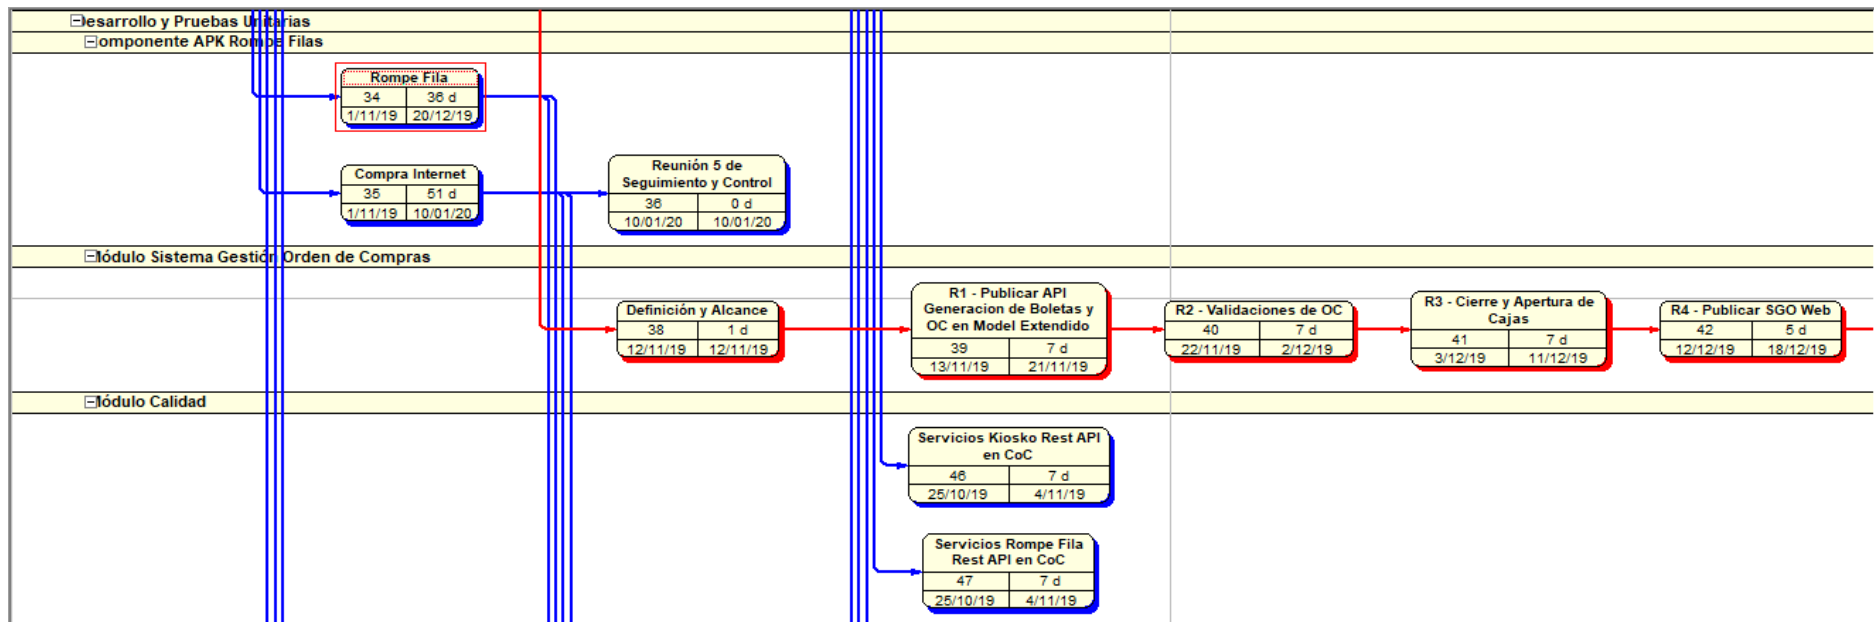 esarrollo y Pruebas Unitarias
omponente APK Rompe Filas
Rompe Fila
34 36 d
1/11/19 20/12/19
Compra Internet
35 51 d
1/11/19 10/01/20
Reunión 5 de
Seguimiento y Control
36 0 d
10/01/20 10/01/20
ódulo Sistema Gestión Orden de Compras
Definición y Alcance
38 1 d
12/11/19 12/11/19
R1 - Publicar API
Generacion de Boletas y
OC en Model Extendido
39 7 d
13/11/19 21/11/19
R2 - Validaciones de OC
40 7 d
22/11/19 2/12/19
R3 - Cierre y Apertura de
Cajas
41 7 d
3/12/19 11/12/19
R4 - Publicar SGO Web
42 5 d
12/12/19 18/12/19
ódulo Calidad
Servicios Kiosko Rest API
en CoC
46 7 d
25/10/19 4/11/19
Servicios Rompe Fila
Rest API en CoC
47 7 d
25/10/19 4/11/19